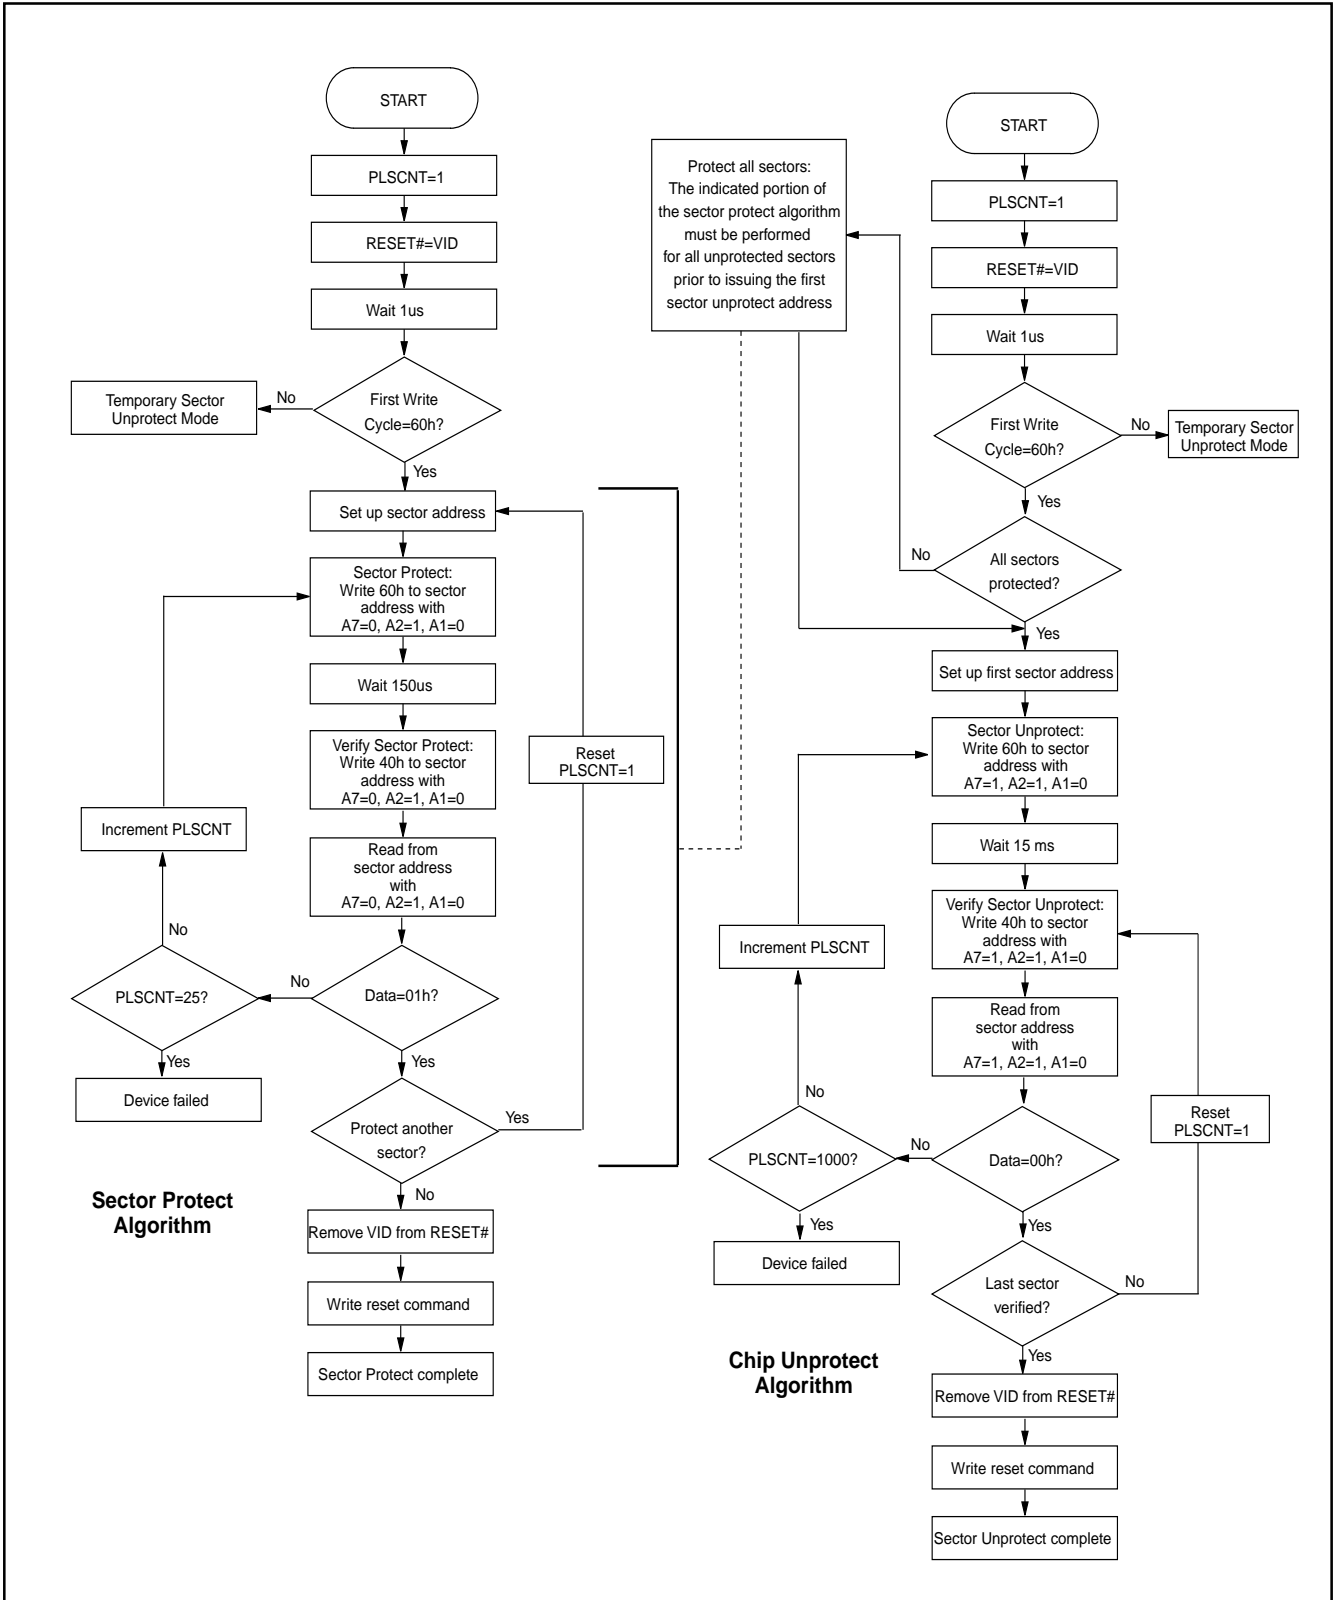 START
PLSCNT=1
RESET#=VID
Wait 1us
First Write
Cycle=60h?
No
Temporary Sector
Unprotect Mode
Yes
Set up sector address
Sector Protect:
Write 60h to sector
address with
A7=0, A2=1, A1=0
Wait 150us
Verify Sector Protect:
Write 40h to sector
address with
A7=0, A2=1, A1=0
Reset
PLSCNT=1
Increment PLSCNT
Read from
sector address
with
A7=0, A2=1, A1=0
No
PLSCNT=25?
No
Data=01h?
Yes
Yes
Device failed
Protect another
sector?
Yes
No
Sector Protect
Algorithm
Remove VID from RESET#
Write reset command
Sector Protect complete
Protect all sectors:
The indicated portion of
the sector protect algorithm
must be performed
for all unprotected sectors
prior to issuing the first
sector unprotect address
START
PLSCNT=1
RESET#=VID
Wait 1us
First Write
Cycle=60h?
No
Temporary Sector
Unprotect Mode
Yes
No
All sectors
protected?
Yes
Set up first sector address
Sector Unprotect:
Write 60h to sector
address with
A7=1, A2=1, A1=0
Wait 15 ms
Verify Sector Unprotect:
Write 40h to sector
address with
A7=1, A2=1, A1=0
Increment PLSCNT
Read from
sector address
with
A7=1, A2=1, A1=0
No
Reset
PLSCNT=1
PLSCNT=1000?
No
Data=00h?
Yes
Yes
Device failed
Last sector
verified?
No
Yes
Chip Unprotect
Algorithm
Remove VID from RESET#
Write reset command
Sector Unprotect complete